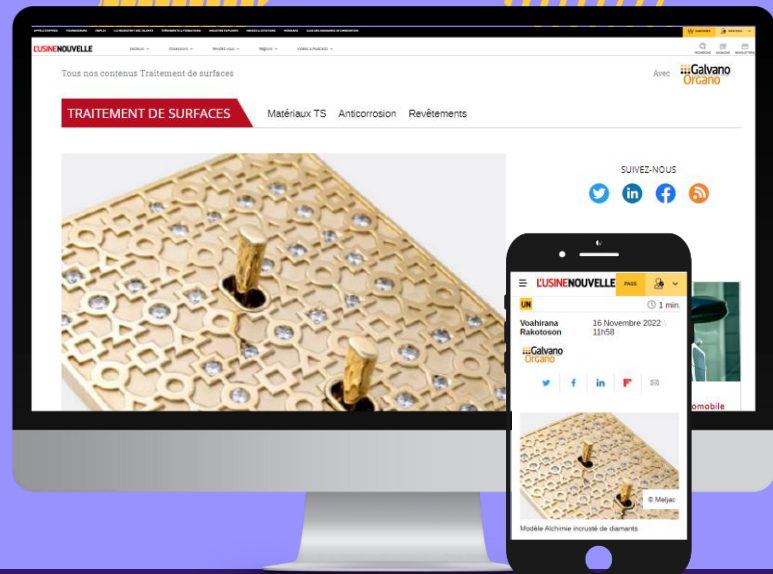 L'USINENOUVELLE
Tous nos contenus Traitement de surfaces
Avec
Galvano
Organo
TRAITEMENT DE SURFACES
Matériaux TS Anticorrosion Revêtements
SUIVEZ-NOUS
omobile
L'USINENOUVELLE
PASS
UN
1 min.
Voahirana
Rakotoson
16 Novembre 2022 \
11h58
Galvano
Organo
© Meljac
Modèle Alchimie incrusté de diamants